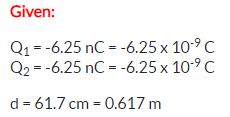 Given:
Q₁ = -6.25 nC = -6.25 x 10⁻⁹ C
Q₂ = -6.25 nC = -6.25 x 10⁻⁹ C
d = 61.7 cm = 0.617 m